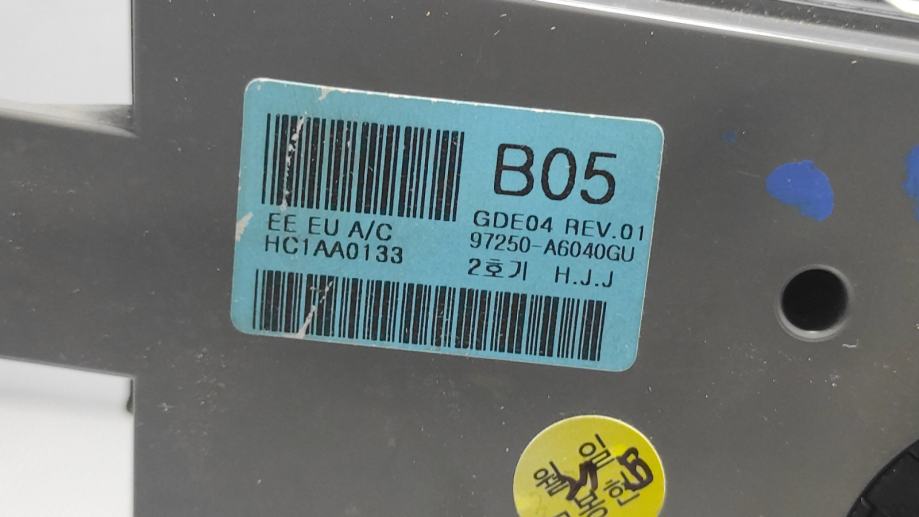 B05
EE EU A/C
HC1AA0133
GDE04 REV.01
97250-A6040GU
2호기 H.J.J